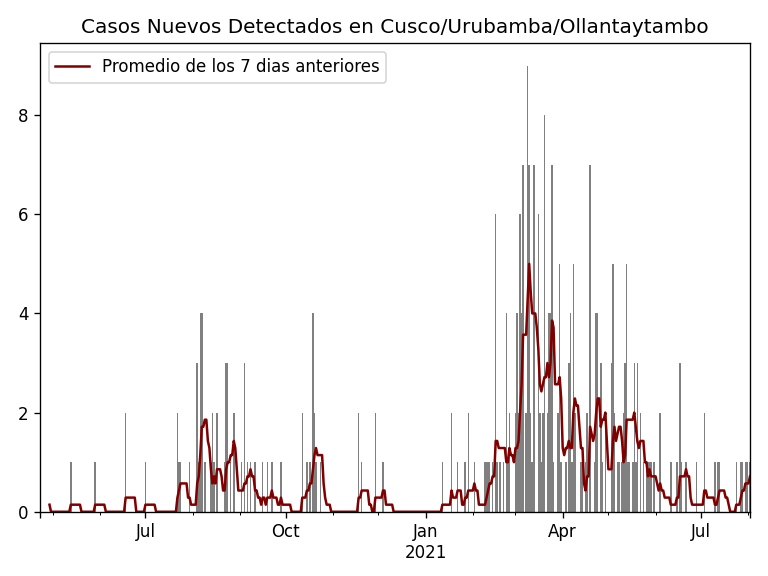 Casos Nuevos Detectados en Cusco/Urubamba/Ollantaytambo
Promedio de los 7 dias anteriores
8
6
4
2
0
Jul Oct Jan Apr Jul
2021